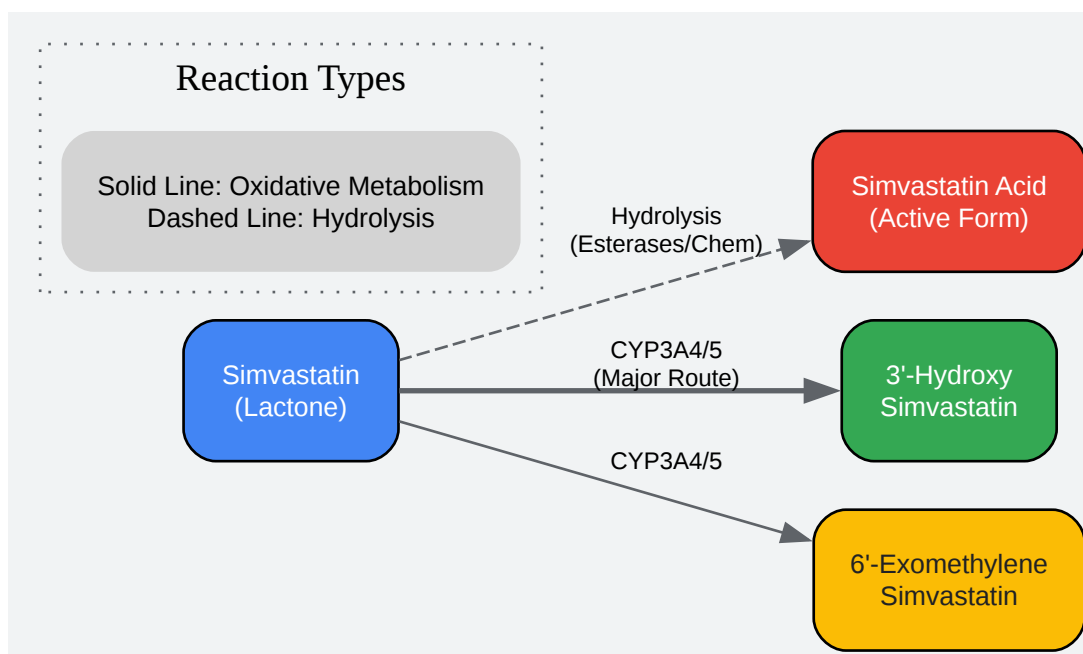 Reaction Types
Solid Line: Oxidative Metabolism
Dashed Line: Hydrolysis
Hydrolysis
(Esterases/Chem)
Simvastatin Acid
(Active Form)
Simvastatin
(Lactone)
CYP3A4/5
(Major Route)
3'-Hydroxy
Simvastatin
CYP3A4/5
6'-Exomethylene
Simvastatin